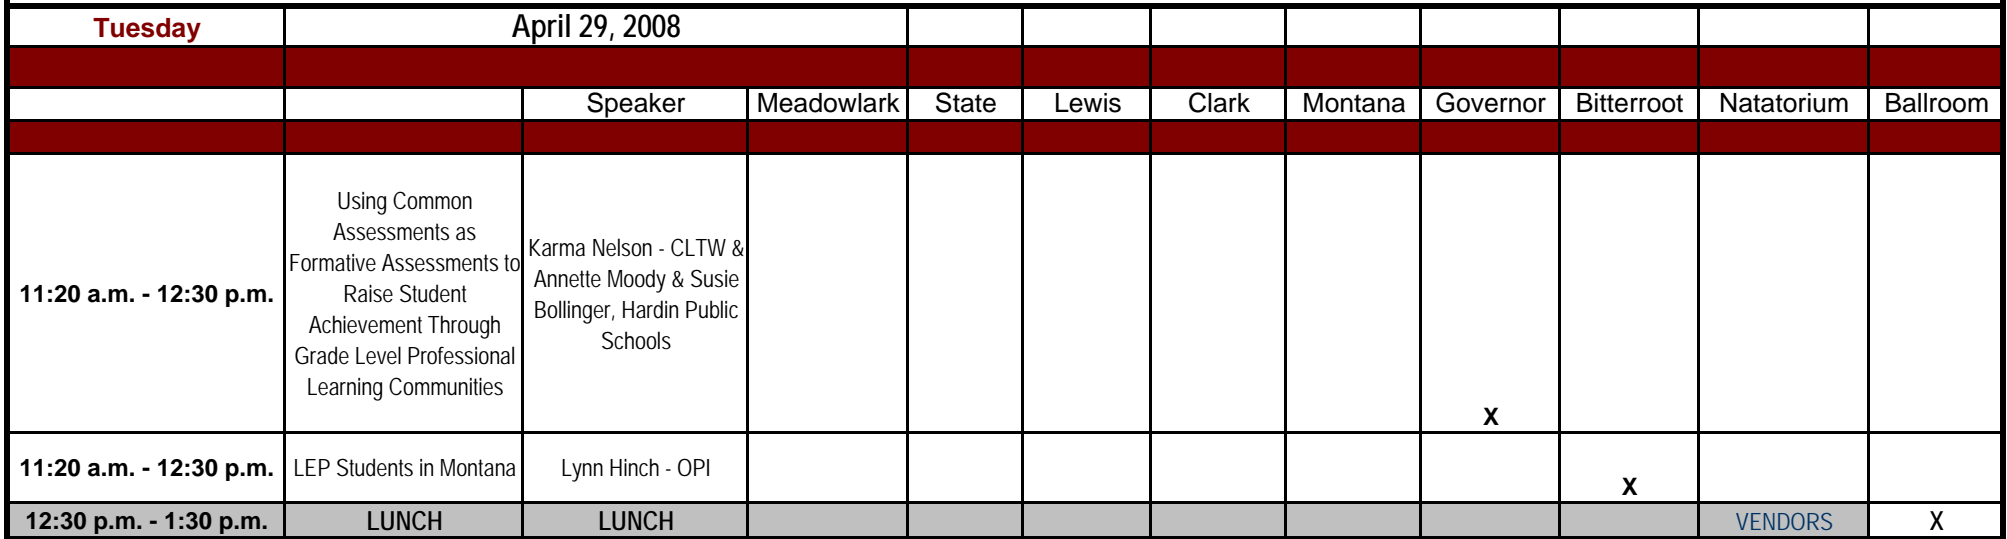 Tuesday April 29, 2008
Speaker Meadowlark State Lewis Clark Montana Governor Bitterroot Natatorium Ballroom
11:20 a.m. - 12:30 p.m.
Using Common
Assessments as
Formative Assessments to
Raise Student
Achievement Through
Grade Level Professional
Learning Communities
Karma Nelson - CLTW &
Annette Moody & Susie
Bollinger, Hardin Public
Schools
X
11:20 a.m. - 12:30 p.m. LEP Students in Montana Lynn Hinch - OPI X
12:30 p.m. - 1:30 p.m. LUNCH LUNCH VENDORS X